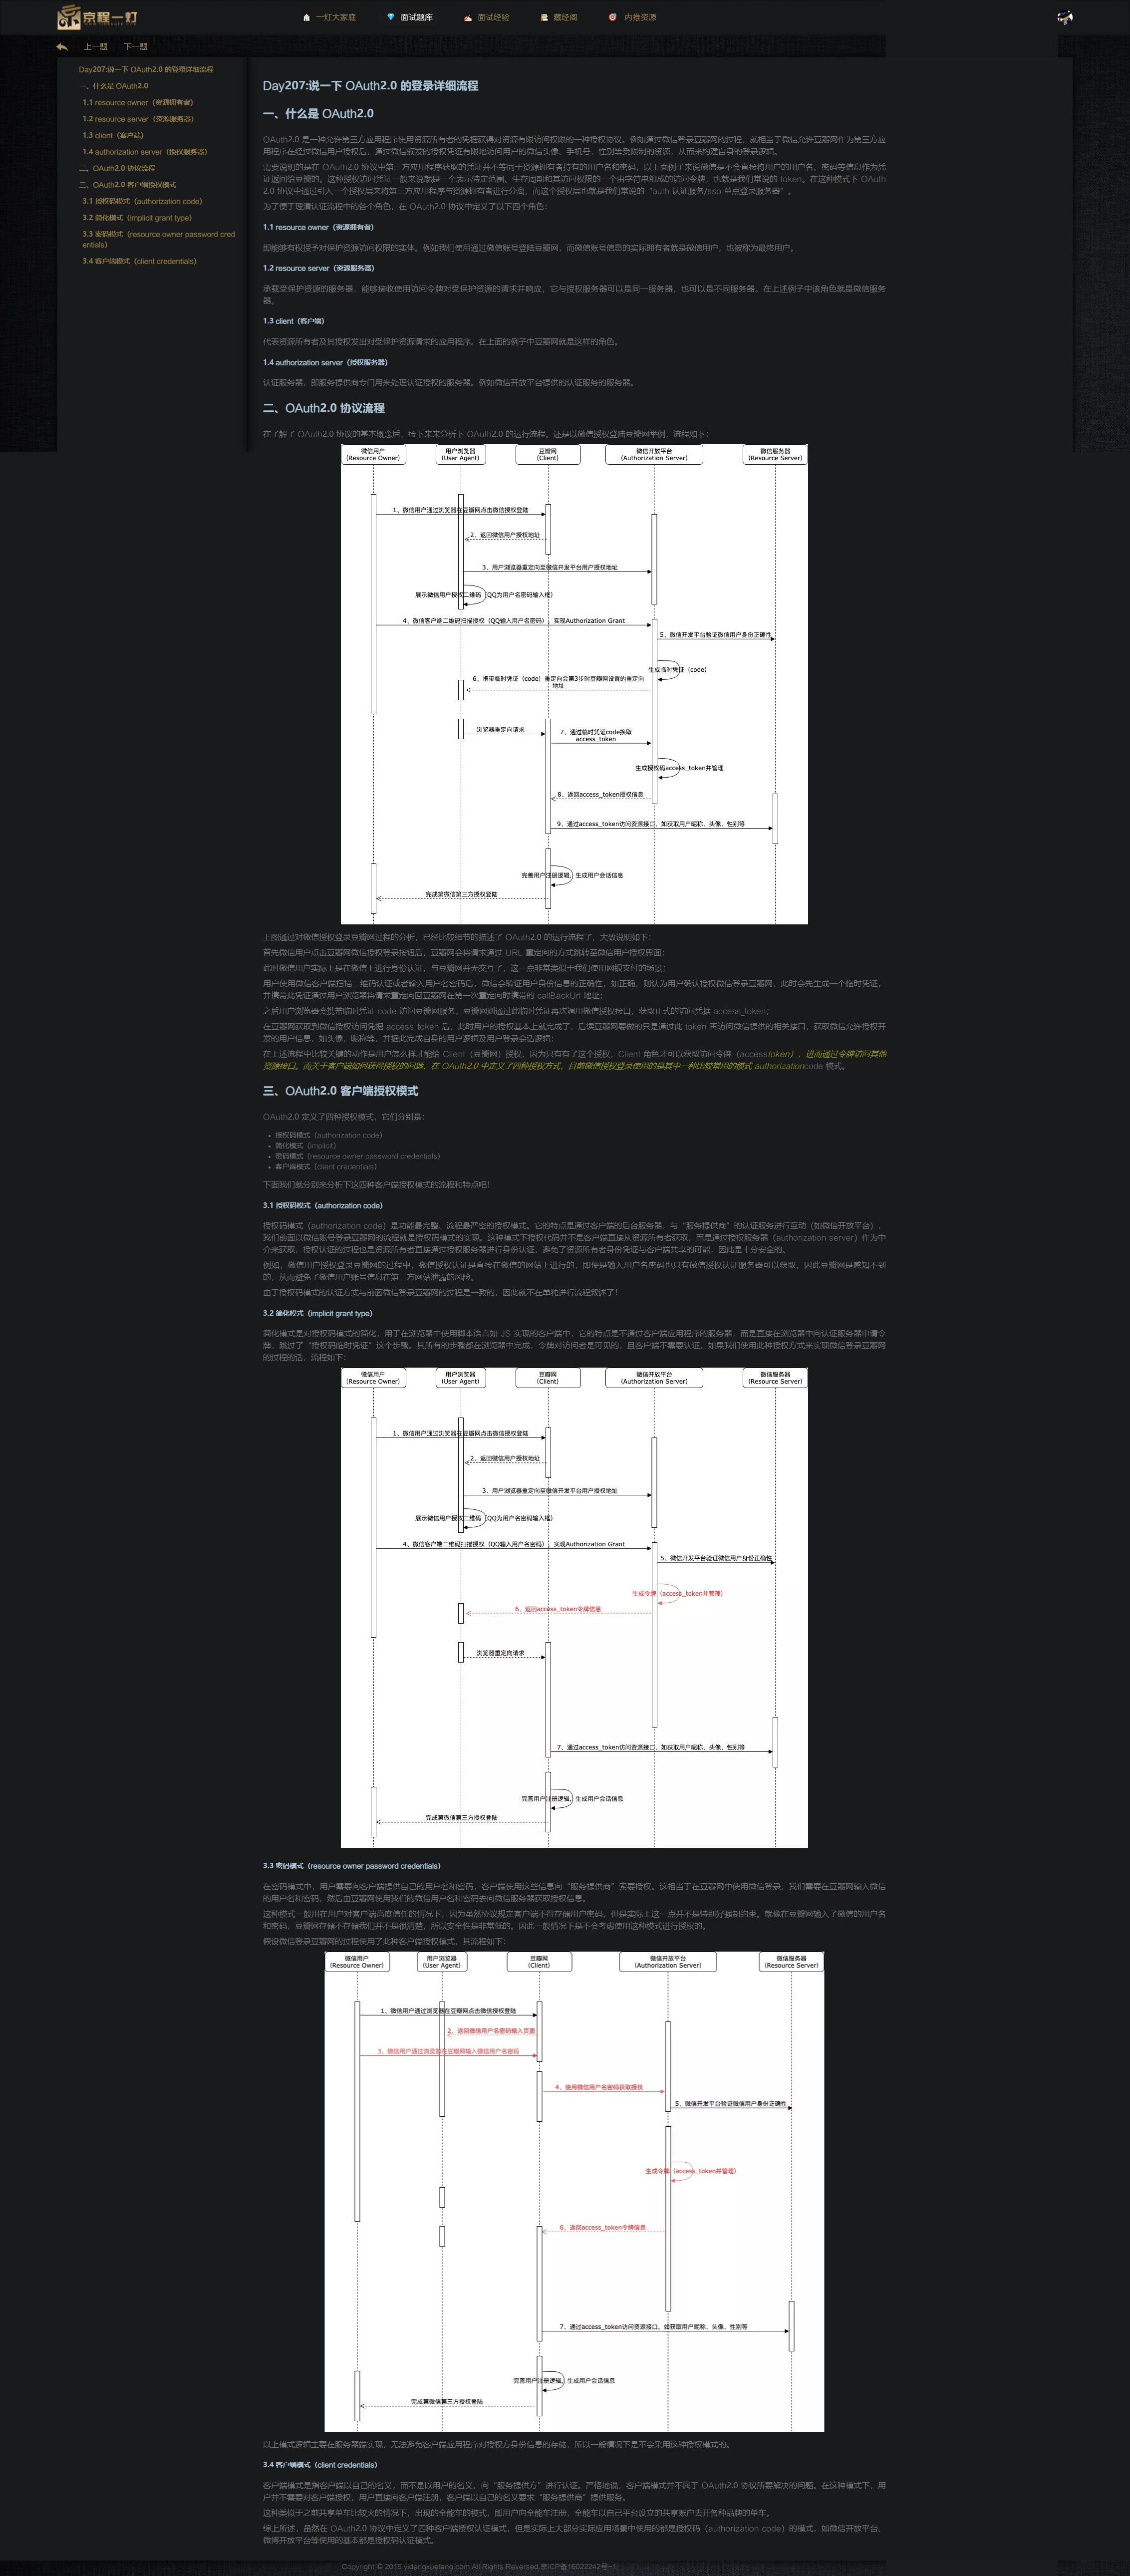 京程一灯
一灯大家庭
面试题库
面试经验
藏经阁
内推资源
上一题
下一题
Day207:说一下 OAuth2.0 的登录详细流程
一、什么是 OAuth2.0
1.1 resource owner（资源拥有者）
1.2 resource server（资源服务器）
1.3 client（客户端）
1.4 authorization server（授权服务器）
二、OAuth2.0 协议流程
三、OAuth2.0 客户端授权模式
3.1 授权码模式（authorization code）
3.2 简化模式（implicit grant type）
3.3 密码模式（resource owner password cred
entials）
3.4 客户端模式（client credentials）
Day207:说一下 OAuth2.0 的登录详细流程
一、什么是 OAuth2.0
OAuth2.0 是一种允许第三方应用程序使用资源所有者的凭据获得对资源有限访问权限的一种授权协议。例如通过微信登录豆瓣网的过程，就相当于微信允许豆瓣网作为第三方应
用程序在经过微信用户授权后，通过微信颁发的授权凭证有限地访问用户的微信头像、手机号，性别等受限制的资源，从而来构建自身的登录逻辑。
需要说明的是在 OAuth2.0 协议中第三方应用程序获取的凭证并不等同于资源拥有者持有的用户名和密码，以上面例子来说微信是不会直接将用户的用户名，密码等信息作为凭
证返回给豆瓣的。这种授权访问凭证一般来说就是一个表示特定范围、生存周期和其访问权限的一个由字符串组成的访问令牌，也就是我们常说的 token。在这种模式下 OAuth
2.0 协议中通过引入一个授权层来将第三方应用程序与资源拥有者进行分离，而这个授权层也就是我们常说的“auth 认证服务/sso 单点登录服务器”。
为了便于理清认证流程中的各个角色，在 OAuth2.0 协议中定义了以下四个角色：
1.1 resource owner（资源拥有者）
即能够有权授予对保护资源访问权限的实体。例如我们使用通过微信账号登陆豆瓣网，而微信账号信息的实际拥有者就是微信用户，也被称为最终用户。
1.2 resource server（资源服务器）
承载受保护资源的服务器，能够接收使用访问令牌对受保护资源的请求并响应，它与授权服务器可以是同一服务器，也可以是不同服务器。在上述例子中该角色就是微信服务
器。
1.3 client（客户端）
代表资源所有者及其授权发出对受保护资源请求的应用程序。在上面的例子中豆瓣网就是这样的角色。
1.4 authorization server（授权服务器）
认证服务器，即服务提供商专门用来处理认证授权的服务器。例如微信开放平台提供的认证服务的服务器。
二、OAuth2.0 协议流程
在了解了 OAuth2.0 协议的基本概念后，接下来来分析下 OAuth2.0 的运行流程。还是以微信授权登陆豆瓣网举例，流程如下：
微信用户
(Resource Owner)
用户浏览器
(User Agent)
豆瓣网
(Client)
微信开放平台
(Authorization Server)
微信服务器
(Resource Server)
1、微信用户通过浏览器在豆瓣网点击微信授权登陆
2、返回微信用户授权地址
3、用户浏览器重定向至微信开发平台用户授权地址
展示微信用户授权二维码（QQ为用户名密码输入框）
4、微信客户端二维码扫描授权（QQ输入用户名密码），实现Authorization Grant
5、微信开发平台验证微信用户身份正确性
生成临时凭证（code）
6、携带临时凭证（code）重定向会第3步时豆瓣网设置的重定向
地址
浏览器重定向请求
7、通过临时凭证code换取
access_token
生成授权码access_token并管理
8、返回access_token授权信息
9、通过access_token访问资源接口，如获取用户昵称、头像、性别等
完善用户注册逻辑，生成用户会话信息
完成第微信第三方授权登陆
上图通过对微信授权登录豆瓣网过程的分析，已经比较细节的描述了 OAuth2.0 的运行流程了，大致说明如下：
首先微信用户点击豆瓣网微信授权登录按钮后，豆瓣网会将请求通过 URL 重定向的方式跳转至微信用户授权界面；
此时微信用户实际上是在微信上进行身份认证，与豆瓣网并无交互了，这一点非常类似于我们使用网银支付的场景；
用户使用微信客户端扫描二维码认证或者输入用户名密码后，微信会验证用户身份信息的正确性，如正确，则认为用户确认授权微信登录豆瓣网，此时会先生成一个临时凭证，
并携带此凭证通过用户浏览器将请求重定向回豆瓣网在第一次重定向时携带的 callBackUrl 地址；
之后用户浏览器会携带临时凭证 code 访问豆瓣网服务，豆瓣网则通过此临时凭证再次调用微信授权接口，获取正式的访问凭据 access_token；
在豆瓣网获取到微信授权访问凭据 access_token 后，此时用户的授权基本上就完成了，后续豆瓣网要做的只是通过此 token 再访问微信提供的相关接口，获取微信允许授权开
发的用户信息，如头像，昵称等，并据此完成自身的用户逻辑及用户登录会话逻辑；
在上述流程中比较关键的动作是用户怎么样才能给 Client（豆瓣网）授权，因为只有有了这个授权，Client 角色才可以获取访问令牌（accesstoken），进而通过令牌访问其他
资源接口。而关于客户端如何获得授权的问题，在 OAuth2.0 中定义了四种授权方式，目前微信授权登录使用的是其中一种比较常用的模式 authorizationcode 模式。
三、OAuth2.0 客户端授权模式
OAuth2.0 定义了四种授权模式，它们分别是：
授权码模式（authorization code）
简化模式（implicit）
密码模式（resource owner password credentials）
客户端模式（client credentials）
下面我们就分别来分析下这四种客户端授权模式的流程和特点吧！
3.1 授权码模式（authorization code）
授权码模式（authorization code）是功能最完整、流程最严密的授权模式。它的特点是通过客户端的后台服务器，与“服务提供商”的认证服务进行互动（如微信开放平台），
我们前面以微信账号登录豆瓣网的流程就是授权码模式的实现。这种模式下授权代码并不是客户端直接从资源所有者获取，而是通过授权服务器（authorization server）作为中
介来获取，授权认证的过程也是资源所有者直接通过授权服务器进行身份认证，避免了资源所有者身份凭证与客户端共享的可能，因此是十分安全的。
例如，微信用户授权登录豆瓣网的过程中，微信授权认证是直接在微信的网站上进行的，即便是输入用户名密码也只有微信授权认证服务器可以获取，因此豆瓣网是感知不到
的，从而避免了微信用户账号信息在第三方网站泄露的风险。
由于授权码模式的认证方式与前面微信登录豆瓣网的过程是一致的，因此就不在单独进行流程叙述了！
3.2 简化模式（implicit grant type）
简化模式是对授权码模式的简化，用于在浏览器中使用脚本语言如 JS 实现的客户端中，它的特点是不通过客户端应用程序的服务器，而是直接在浏览器中向认证服务器申请令
牌，跳过了“授权码临时凭证”这个步骤。其所有的步骤都在浏览器中完成，令牌对访问者是可见的，且客户端不需要认证。如果我们使用此种授权方式来实现微信登录豆瓣网
的过程的话，流程如下：
微信用户
(Resource Owner)
用户浏览器
(User Agent)
豆瓣网
(Client)
微信开放平台
(Authorization Server)
微信服务器
(Resource Server)
1、微信用户通过浏览器在豆瓣网点击微信授权登陆
2、返回微信用户授权地址
3、用户浏览器重定向至微信开发平台用户授权地址
展示微信用户授权二维码（QQ为用户名密码输入框）
4、微信客户端二维码扫描授权（QQ输入用户名密码），实现Authorization Grant
5、微信开发平台验证微信用户身份正确性
生成令牌（access_token并管理）
6、返回access_token令牌信息
浏览器重定向请求
7、通过access_token访问资源接口，如获取用户昵称、头像、性别等
完善用户注册逻辑，生成用户会话信息
完成第微信第三方授权登陆
3.3 密码模式（resource owner password credentials）
在密码模式中，用户需要向客户端提供自己的用户名和密码，客户端使用这些信息向“服务提供商”索要授权。这相当于在豆瓣网中使用微信登录，我们需要在豆瓣网输入微信
的用户名和密码，然后由豆瓣网使用我们的微信用户名和密码去向微信服务器获取授权信息。
这种模式一般用在用户对客户端高度信任的情况下，因为虽然协议规定客户端不得存储用户密码，但是实际上这一点并不是特别好强制约束。就像在豆瓣网输入了微信的用户名
和密码，豆瓣网存储不存储我们并不是很清楚，所以安全性是非常低的。因此一般情况下是不会考虑使用这种模式进行授权的。
假设微信登录豆瓣网的过程使用了此种客户端授权模式，其流程如下：
微信用户
(Resource Owner)
用户浏览器
(User Agent)
豆瓣网
(Client)
微信开放平台
(Authorization Server)
微信服务器
(Resource Server)
1、微信用户通过浏览器在豆瓣网点击微信授权登陆
2、返回微信用户名密码输入页面
3、微信用户通过浏览器在豆瓣网输入微信用户名密码
4、使用微信用户名密码获取授权
5、微信开发平台验证微信用户身份正确性
生成令牌（access_token并管理）
6、返回access_token令牌信息
7、通过access_token访问资源接口，如获取用户昵称、头像、性别等
完善用户注册逻辑，生成用户会话信息
完成第微信第三方授权登陆
以上模式逻辑主要在服务器端实现，无法避免客户端应用程序对授权方身份信息的存储，所以一般情况下是不会采用这种授权模式的。
3.4 客户端模式（client credentials）
客户端模式是指客户端以自己的名义，而不是以用户的名义，向“服务提供方”进行认证。严格地说，客户端模式并不属于 OAuth2.0 协议所要解决的问题。在这种模式下，用
户并不需要对客户端授权，用户直接向客户端注册，客户端以自己的名义要求“服务提供商”提供服务。
这种类似于之前共享单车比较火的情况下，出现的全能车的模式，即用户向全能车注册，全能车以自己平台设立的共享账户去开各种品牌的单车。
综上所述，虽然在 OAuth2.0 协议中定义了四种客户端授权认证模式，但是实际上大部分实际应用场景中使用的都是授权码（authorization code）的模式，如微信开放平台，
微博开放平台等使用的基本都是授权码认证模式。
Copyright © 2016 yidengxuetang.com All Rights Reversed.京ICP备16022242号-1